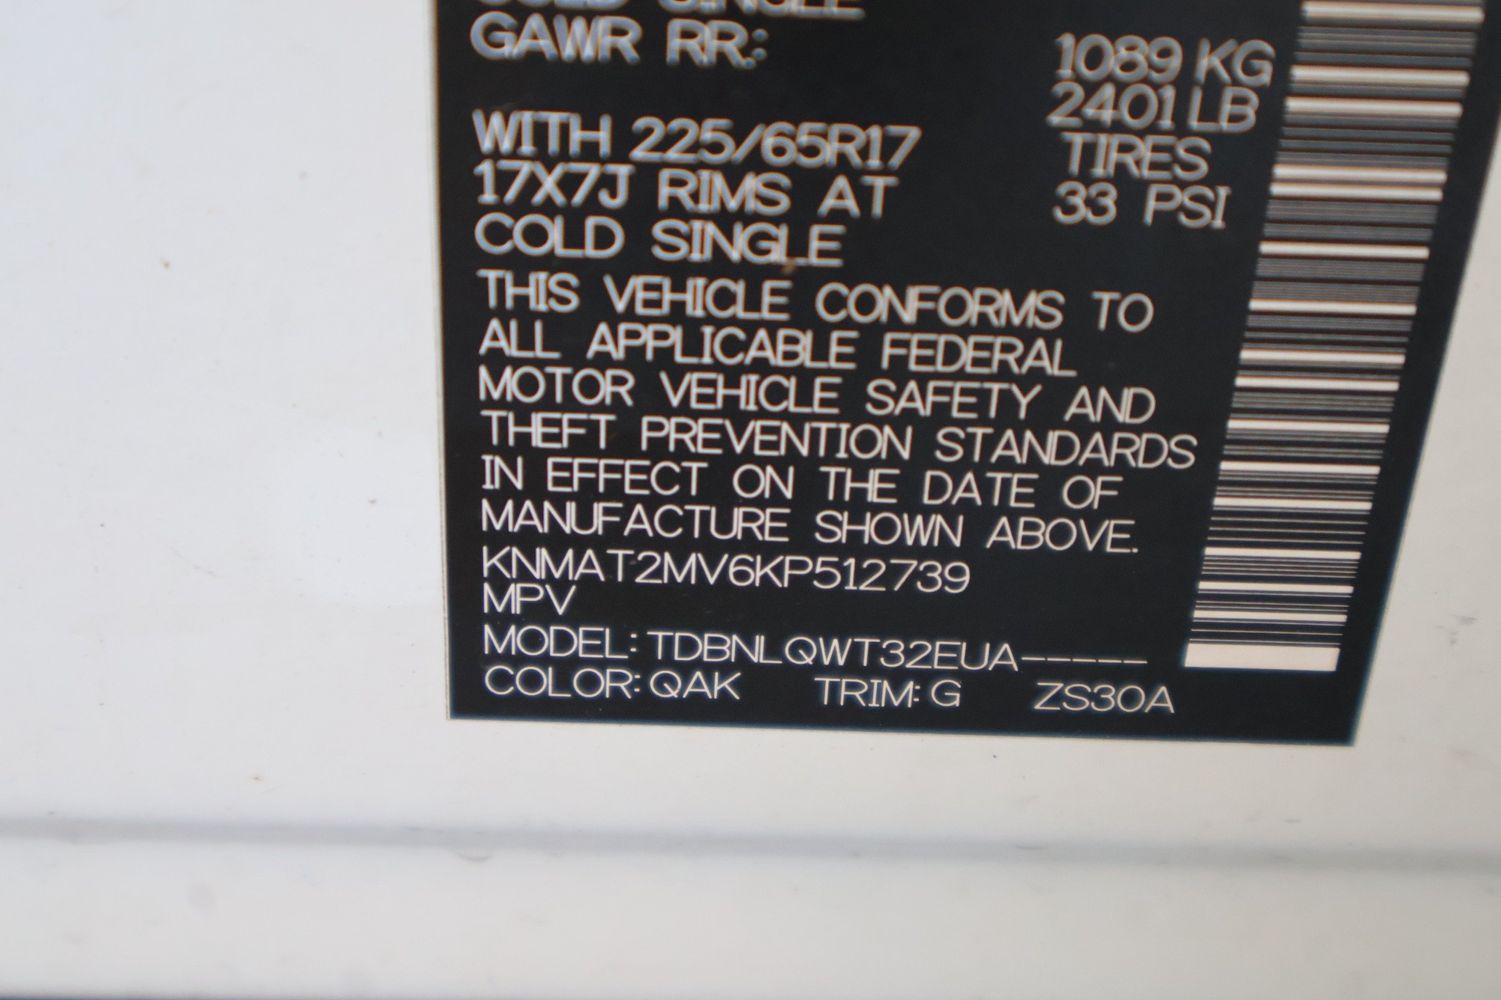 COLD SINGLE
GAWR RR: 1089 KG
2401 LB
WITH 225/65R17 TIRES
17X7J RIMS AT 33 PSI
COLD SINGLE
THIS VEHICLE CONFORMS TO
ALL APPLICABLE FEDERAL
MOTOR VEHICLE SAFETY AND
THEFT PREVENTION STANDARDS
IN EFFECT ON THE DATE OF
MANUFACTURE SHOWN ABOVE.
KNMAT2MV6KP512739
MPV
MODEL: TDBNLQWT32EUA-----
COLOR: QAK TRIM: G ZS30A